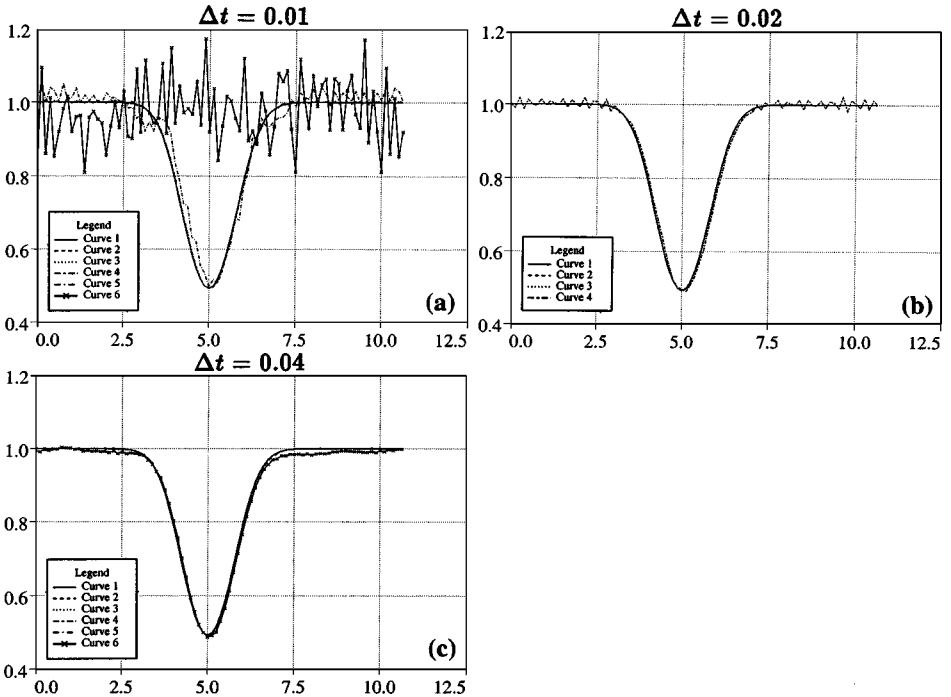 Δt = 0.01
1.2
1.0
0.8
0.6
0.4
Legend
Curve 1
Curve 2
Curve 3
Curve 4
Curve 5
Curve 6
(a)
0.0 2.5 5.0 7.5 10.0 12.5
Δt = 0.02
1.2
1.0
0.8
0.6
0.4
Legend
Curve 1
Curve 2
Curve 3
Curve 4
(b)
0.0 2.5 5.0 7.5 10.0 12.5
Δt = 0.04
1.2
1.0
0.8
0.6
0.4
Legend
Curve 1
Curve 2
Curve 3
Curve 4
Curve 5
Curve 6
(c)
0.0 2.5 5.0 7.5 10.0 12.5